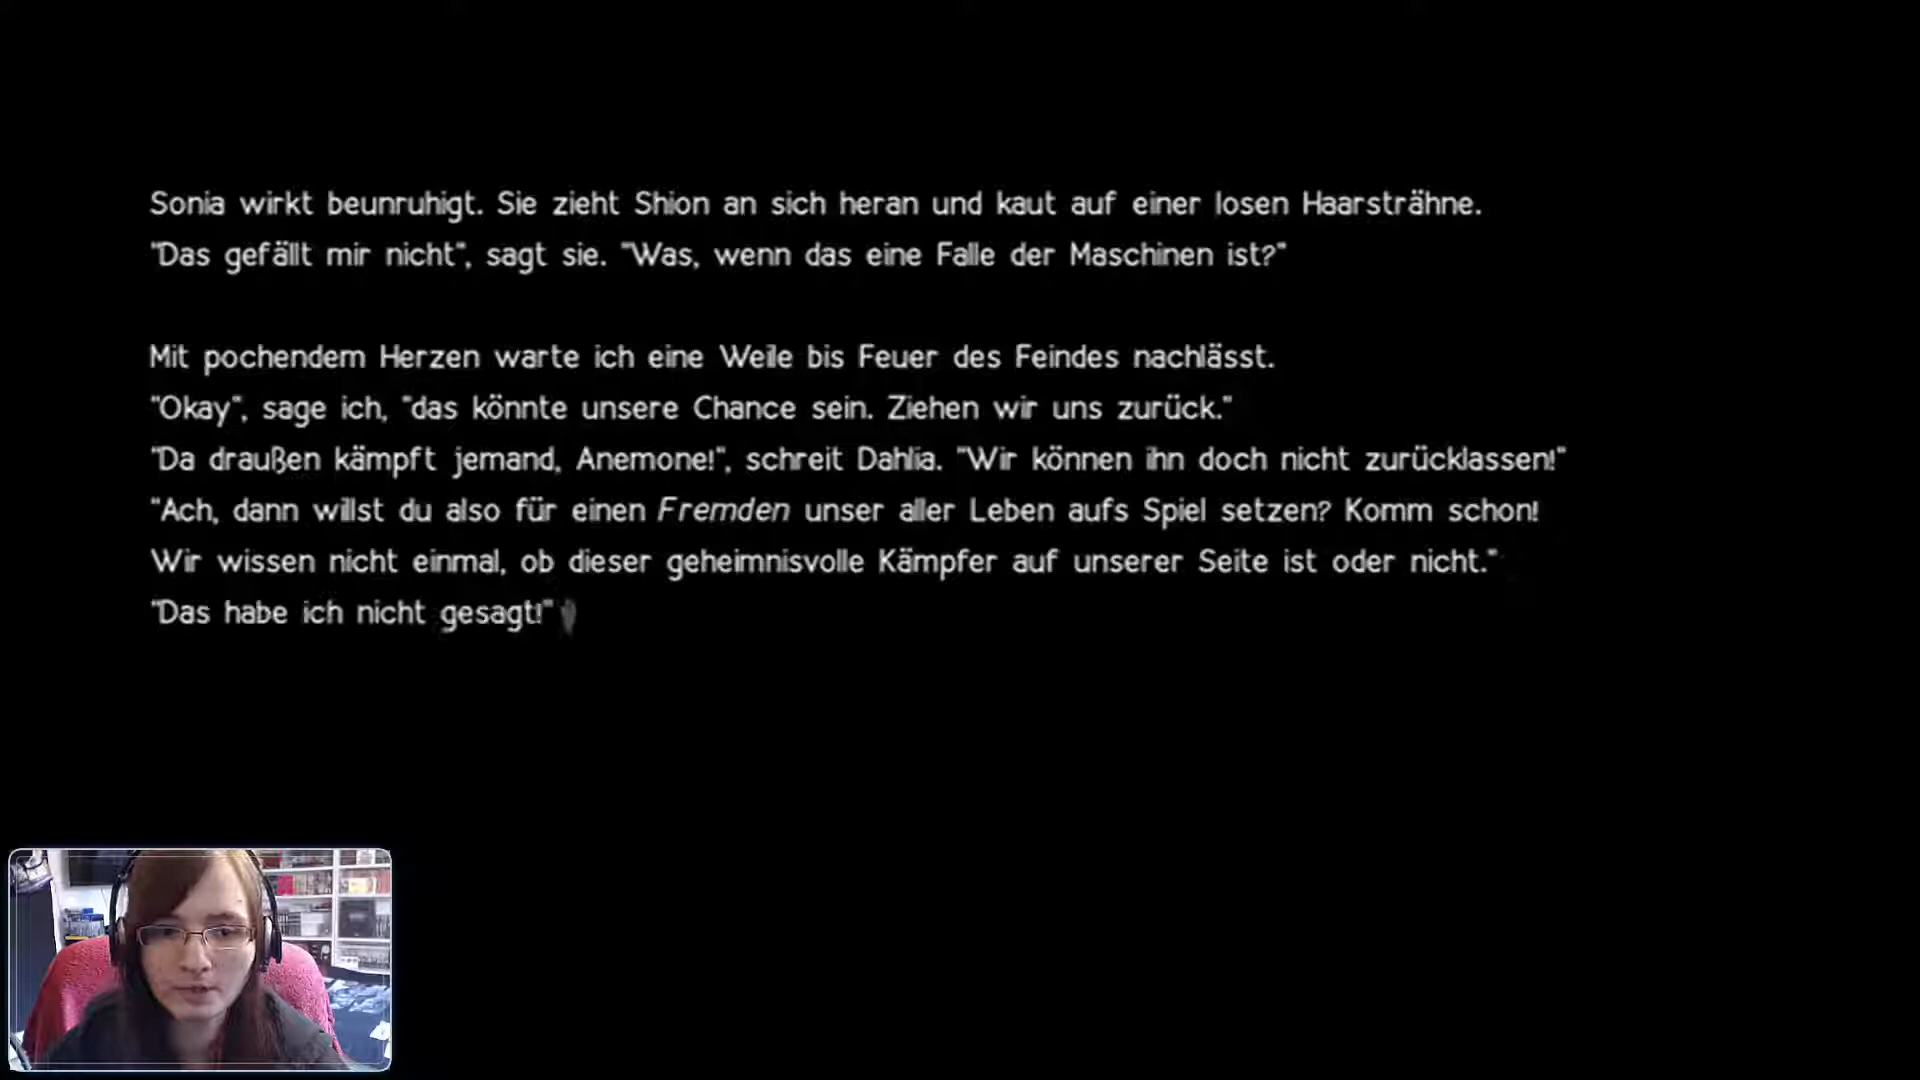 Sonia wirkt beunruhigt. Sie zieht Shion an sich heran und kaut auf einer losen Haarsträhne.
"Das gefällt mir nicht", sagt sie. "Was, wenn das eine Falle der Maschinen ist?"
Mit pochendem Herzen warte ich eine Weile bis Feuer des Feindes nachlässt.
"Okay", sage ich, "das könnte unsere Chance sein. Ziehen wir uns zurück."
"Da draußen kämpft jemand, Anemone!", schreit Dahlia. "Wir können ihn doch nicht zurücklassen!"
"Ach, dann willst du also für einen Fremden unser aller Leben aufs Spiel setzen? Komm schon!
Wir wissen nicht einmal, ob dieser geheimnisvolle Kämpfer auf unserer Seite ist oder nicht."
"Das habe ich nicht gesagt!"